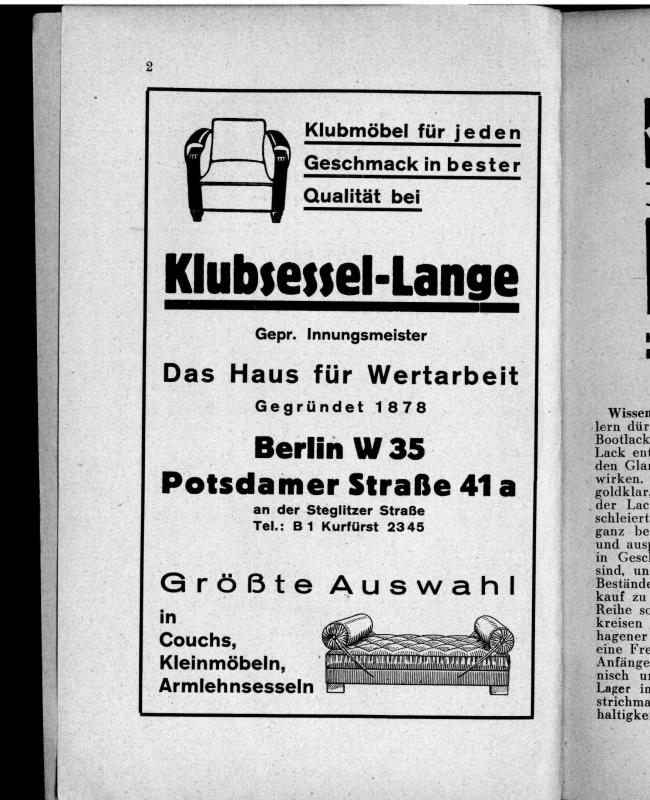 2
Klubmöbel für jeden
Geschmack in bester
Qualität bei
Klubsessel-Lange
Gepr. Innungsmeister
Das Haus für Wertarbeit
Gegründet 1878
Berlin W 35
Potsdamer Straße 41a
an der Steglitzer Straße
Tel.: B 1 Kurfürst 2345
Größte Auswahl
in
Couchs,
Kleinmöbeln,
Armlehnsesseln
Wissen
lern dür
Bootlack
Lack ent
den Glan
wirken.
goldklar,
der Lac
schleiert
ganz be
und ausp
in Gesch
sind, un
Bestände
kauf zu
Reihe so
kreisen
hagener
eine Fre
Anfänge
nisch un
Lager in
strichma
haltigke